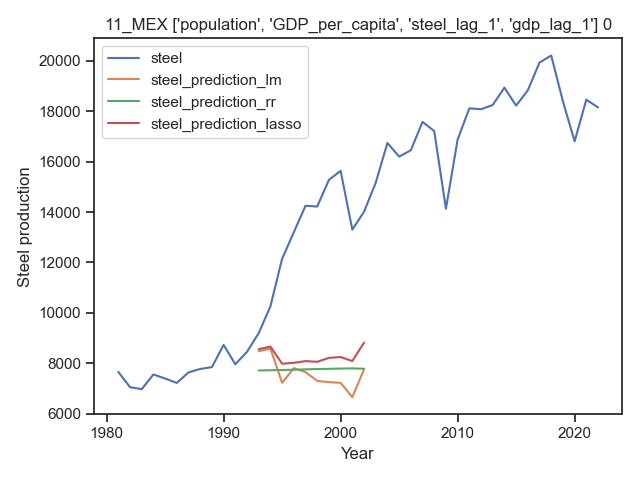 11_MEX ['population', 'GDP_per_capita', 'steel_lag_1', 'gdp_lag_1'] 0
steel
steel_prediction_lm
steel_prediction_rr
steel_prediction_lasso
Steel production
20000
18000
16000
14000
12000
10000
8000
6000
1980
1990
2000
2010
2020
Year